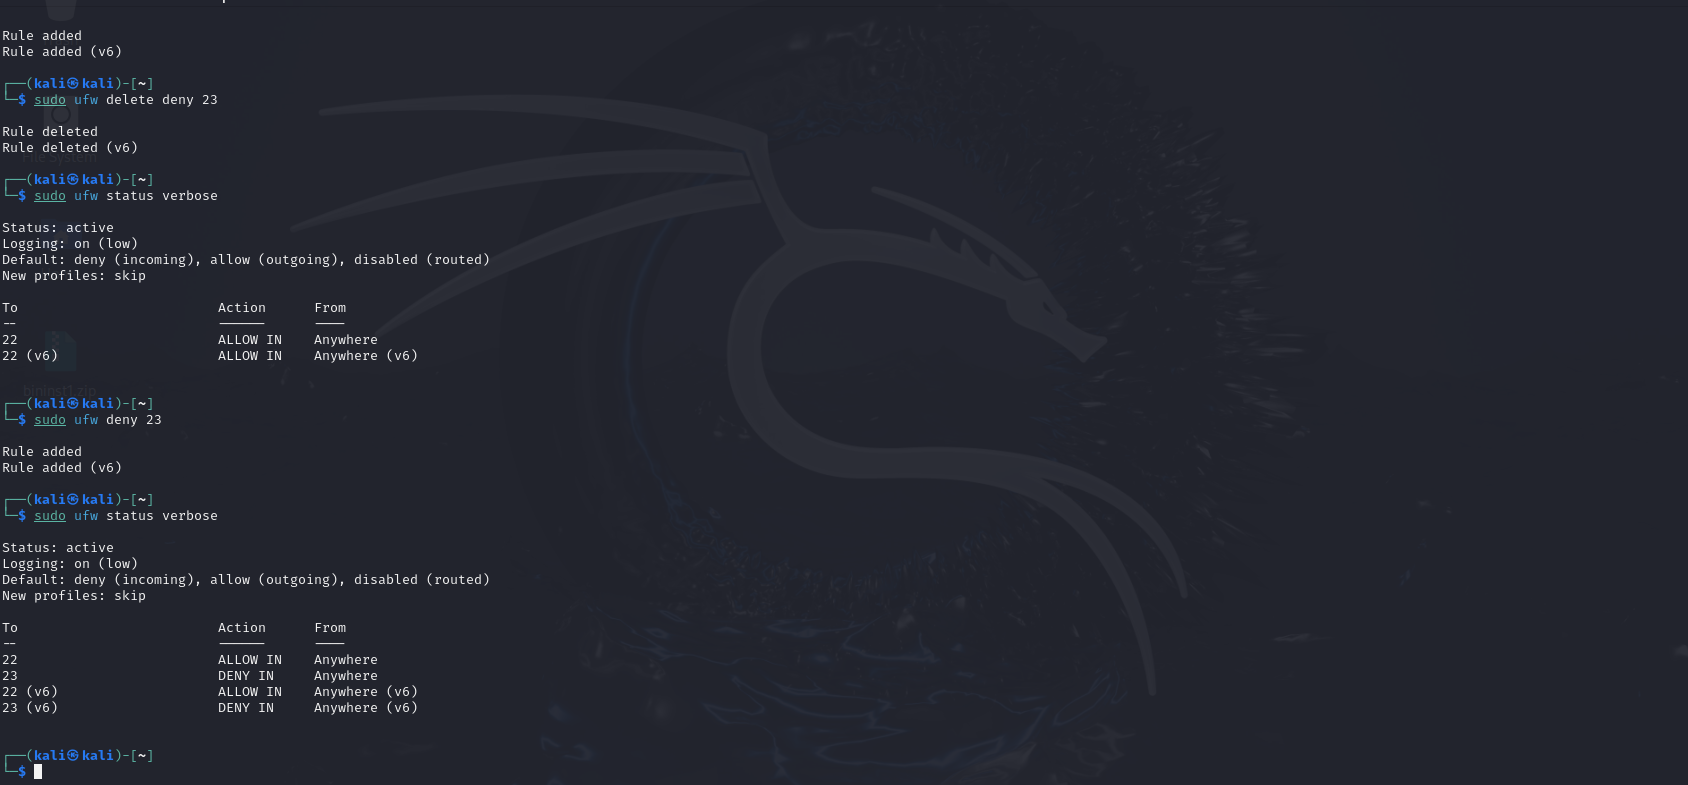 Rule added
Rule added (v6)
┌──(kali㉿kali)-[~]
└─$ sudo ufw delete deny 23
Rule deleted
Rule deleted (v6)
File System
┌──(kali㉿kali)-[~]
└─$ sudo ufw status verbose
Status: active
Logging: on (low)
Default: deny (incoming), allow (outgoing), disabled (routed)
New profiles: skip
To                         Action      From
--                         ------      ----
22                         ALLOW IN    Anywhere
22 (v6)                    ALLOW IN    Anywhere (v6)
┌──(kali㉿kali)-[~]
└─$ sudo ufw deny 23
Rule added
Rule added (v6)
┌──(kali㉿kali)-[~]
└─$ sudo ufw status verbose
Status: active
Logging: on (low)
Default: deny (incoming), allow (outgoing), disabled (routed)
New profiles: skip
To                         Action      From
--                         ------      ----
22                         ALLOW IN    Anywhere
23                         DENY IN     Anywhere
22 (v6)                    ALLOW IN    Anywhere (v6)
23 (v6)                    DENY IN     Anywhere (v6)
┌──(kali㉿kali)-[~]
└─$